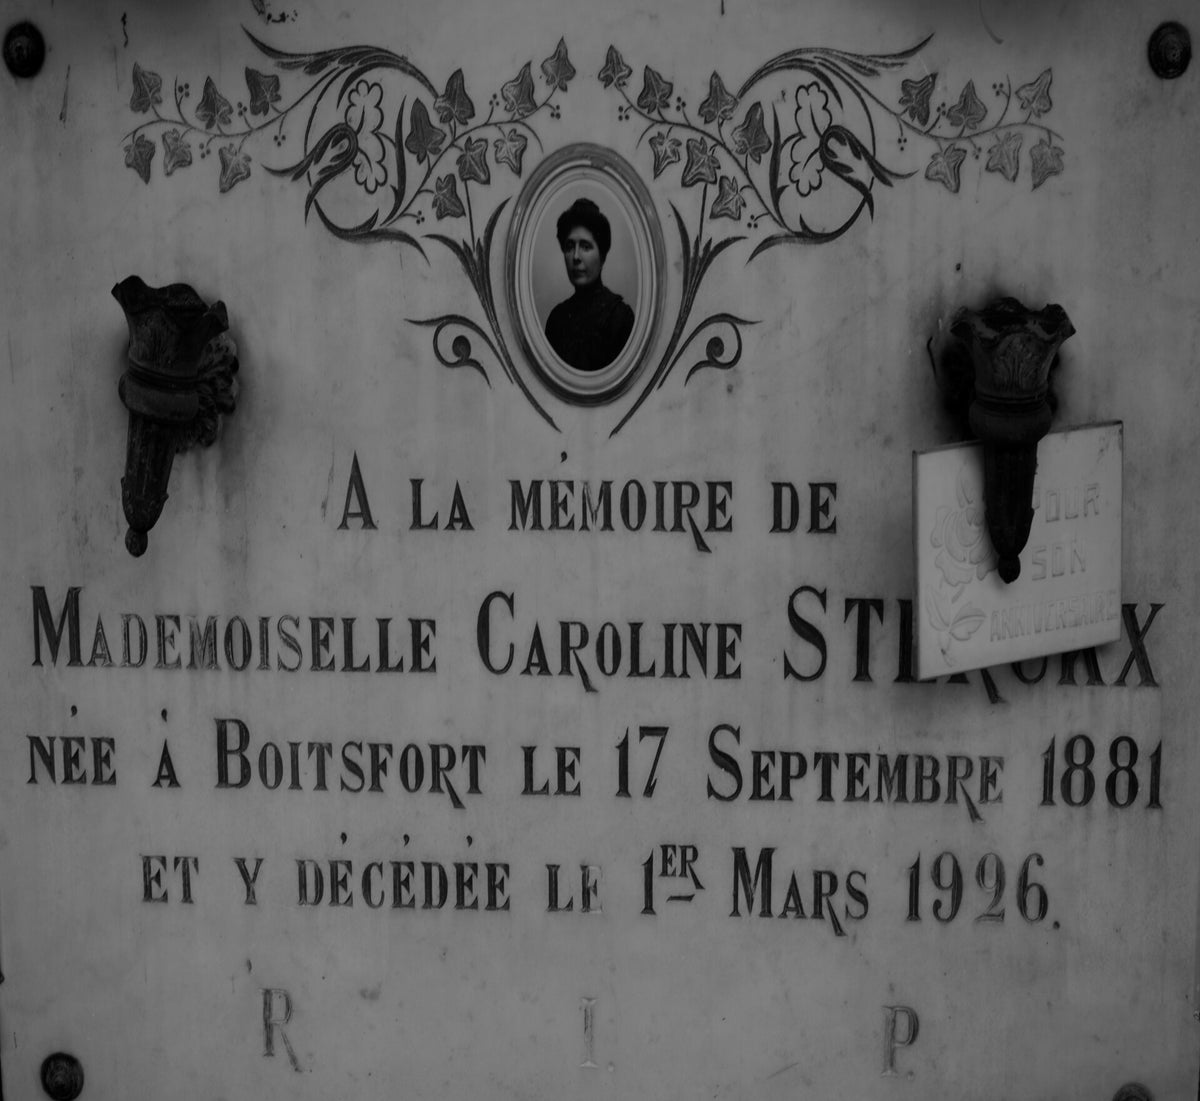 A LA MÉMOIRE DE
MADEMOISELLE CAROLINE
NÉE À BOITSFORT LE 17 SEPTEMBRE 1881
ET Y DÉCÉDÉE LE 1ER MARS 1926.
R. I. P.
POUR
SON
ANNIVERSAIRE